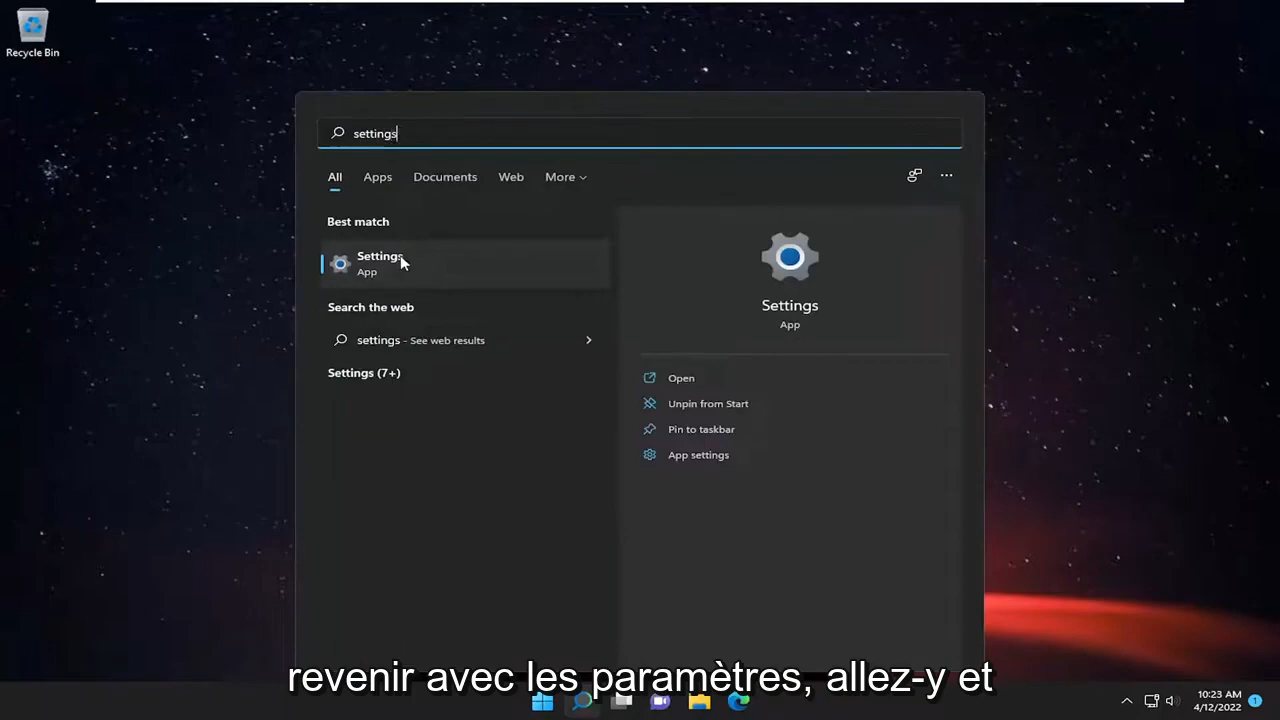 Recycle Bin
settings
All Apps Documents Web More
Best match
Settings
App
Search the web
settings - See web results
Settings (7+)
Settings
App
Open
Unpin from Start
Pin to taskbar
App settings
revenir avec les paramètres, allez-y et
10:23 AM
4/12/2022
1